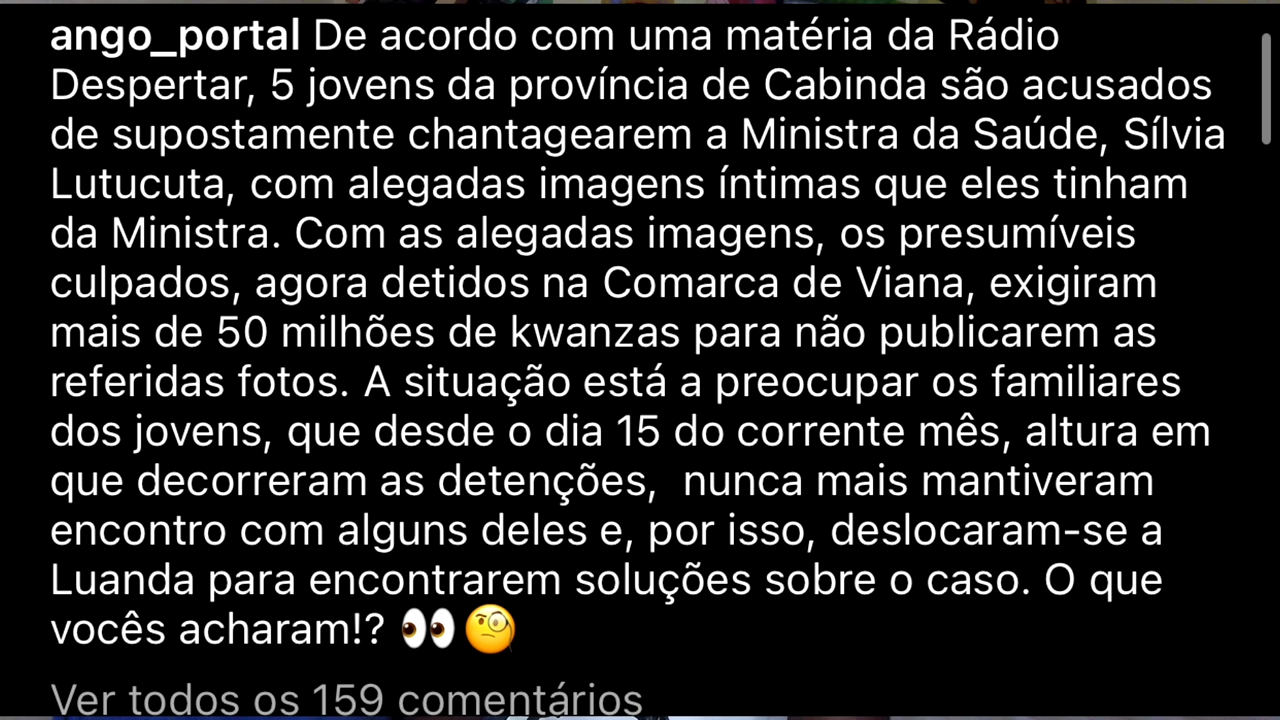 ango_portal De acordo com uma matéria da Rádio
Despertar, 5 jovens da província de Cabinda são acusados
de supostamente chantagearem a Ministra da Saúde, Sílvia
Lutucuta, com alegadas imagens íntimas que eles tinham
da Ministra. Com as alegadas imagens, os presumíveis
culpados, agora detidos na Comarca de Viana, exigiram
mais de 50 milhões de kwanzas para não publicarem as
referidas fotos. A situação está a preocupar os familiares
dos jovens, que desde o dia 15 do corrente mês, altura em
que decorreram as detenções,  nunca mais mantiveram
encontro com alguns deles e, por isso, deslocaram-se a
Luanda para encontrarem soluções sobre o caso. O que
vocês acharam!? 👀🧐
Ver todos os 159 comentários